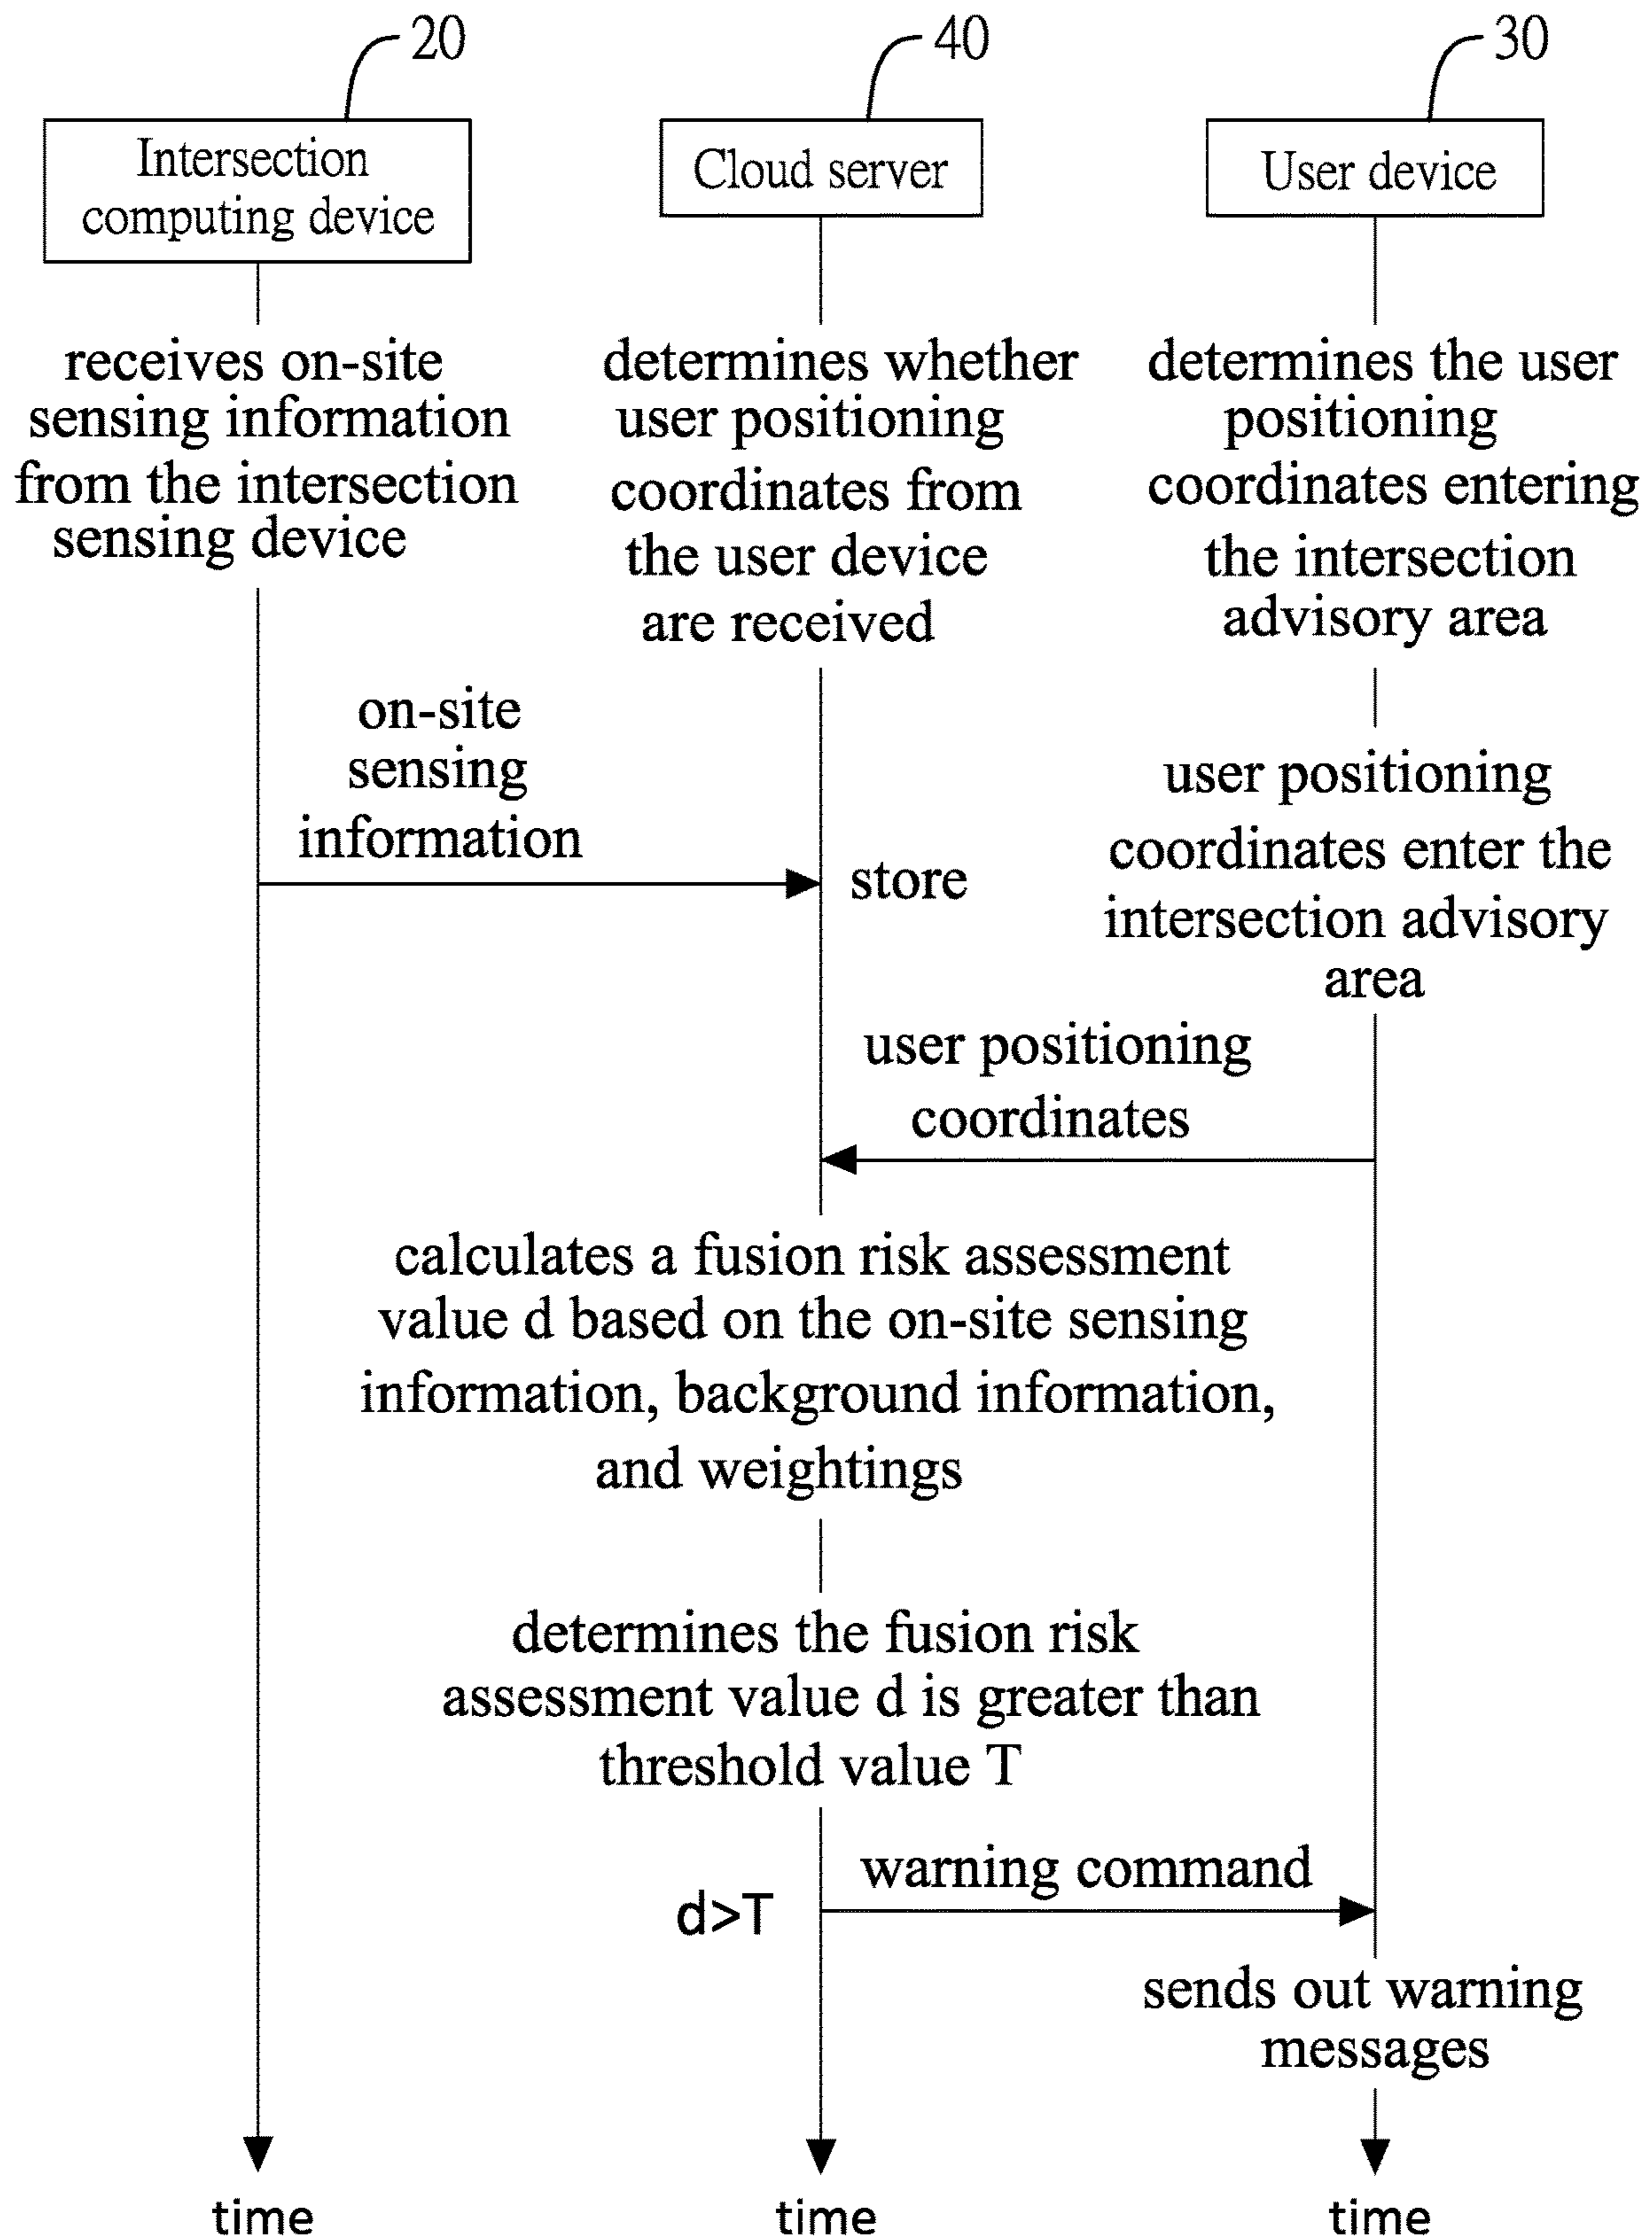 20
40
30
Intersection
computing device
Cloud server
User device
receives on-site
sensing information
from the intersection
sensing device
determines whether
user positioning
coordinates from
the user device
are received
determines the user
positioning
coordinates entering
the intersection
advisory area
on-site
sensing
information
store
user positioning
coordinates enter the
intersection advisory
area
user positioning
coordinates
calculates a fusion risk assessment
value d based on the on-site sensing
information, background information,
and weightings
determines the fusion risk
assessment value d is greater than
threshold value T
d>T
warning command
sends out warning
messages
time
time
time